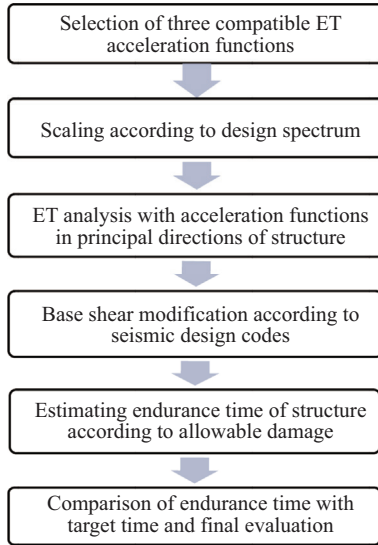 Selection of three compatible ET
acceleration functions
Scaling according to design spectrum
ET analysis with acceleration functions
in principal directions of structure
Base shear modification according to
seismic design codes
Estimating endurance time of structure
according to allowable damage
Comparison of endurance time with
target time and final evaluation